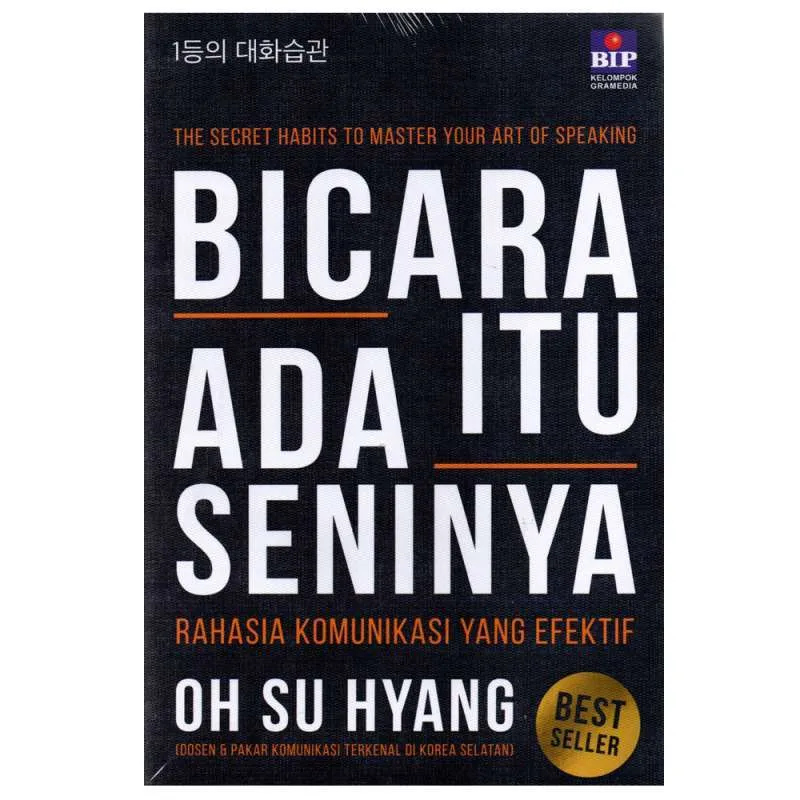 1등의 대화습관
BIP
KELOMPOK
GRAMEDIA
THE SECRET HABITS TO MASTER YOUR ART OF SPEAKING
BICARA
ITU
ADA
SENINYA
RAHASIA KOMUNIKASI YANG EFEKTIF
OH SU HYANG
(DOSEN & PAKAR KOMUNIKASI TERKENAL DI KOREA SELATAN)
BEST
SELLER